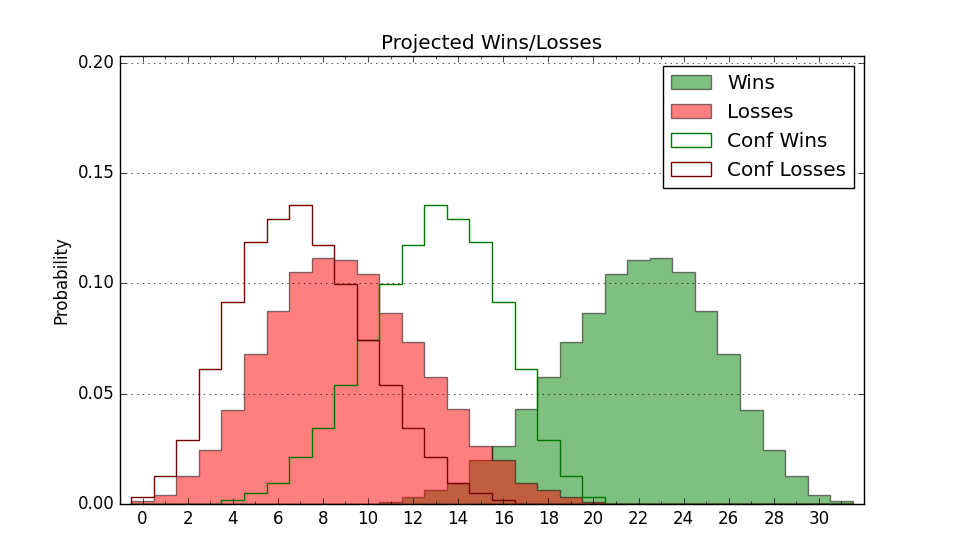 Projected Wins/Losses
0.20
0.15
0.10
0.05
0.00
Probability
Wins
Losses
Conf Wins
Conf Losses
0 2 4 6 8 10 12 14 16 18 20 22 24 26 28 30